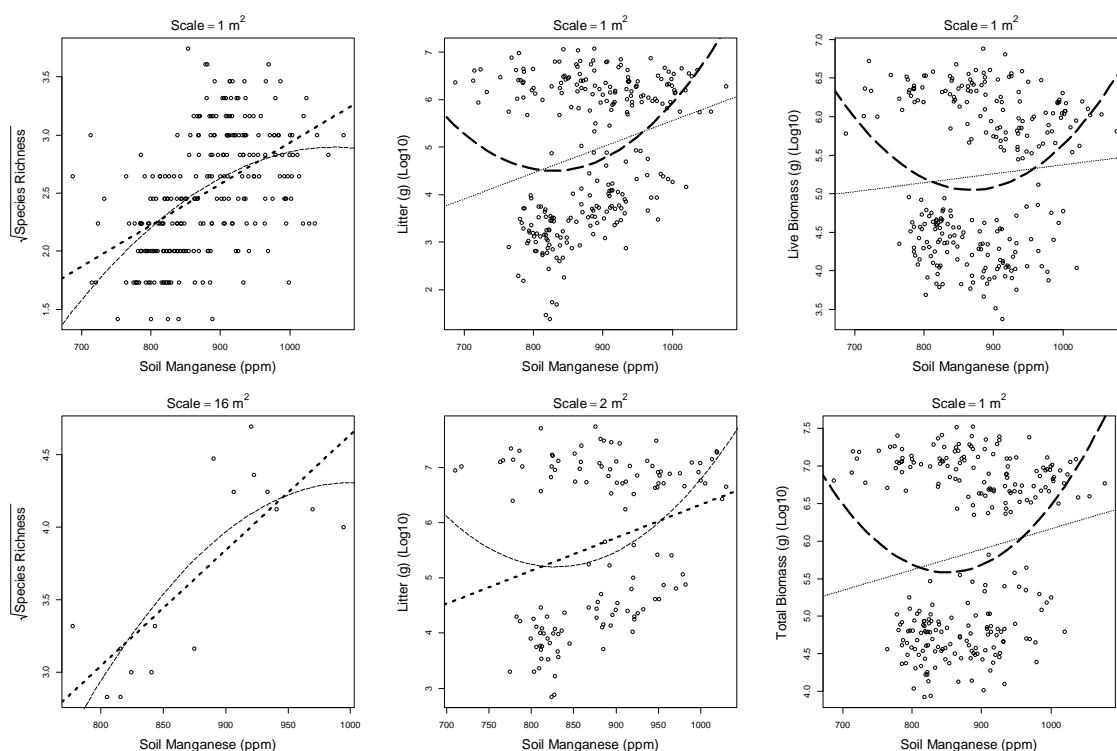 Scale = 1 m²
√Species Richness
3.5
3.0
2.5
2.0
1.5
700 800 900 1000
Soil Manganese (ppm)
Scale = 1 m²
Litter (g) (Log10)
7
6
5
4
3
2
700 800 900 1000
Soil Manganese (ppm)
Scale = 1 m²
Live Biomass (g) (Log10)
7.0
6.5
6.0
5.5
5.0
4.5
4.0
3.5
700 800 900 1000
Soil Manganese (ppm)
Scale = 16 m²
√Species Richness
4.5
4.0
3.5
3.0
800 850 900 950 1000
Soil Manganese (ppm)
Scale = 2 m²
Litter (g) (Log10)
7
6
5
4
3
700 750 800 850 900 950 1000
Soil Manganese (ppm)
Scale = 1 m²
Total Biomass (g) (Log10)
7.5
7.0
6.5
6.0
5.5
5.0
4.5
4.0
700 800 900 1000
Soil Manganese (ppm)